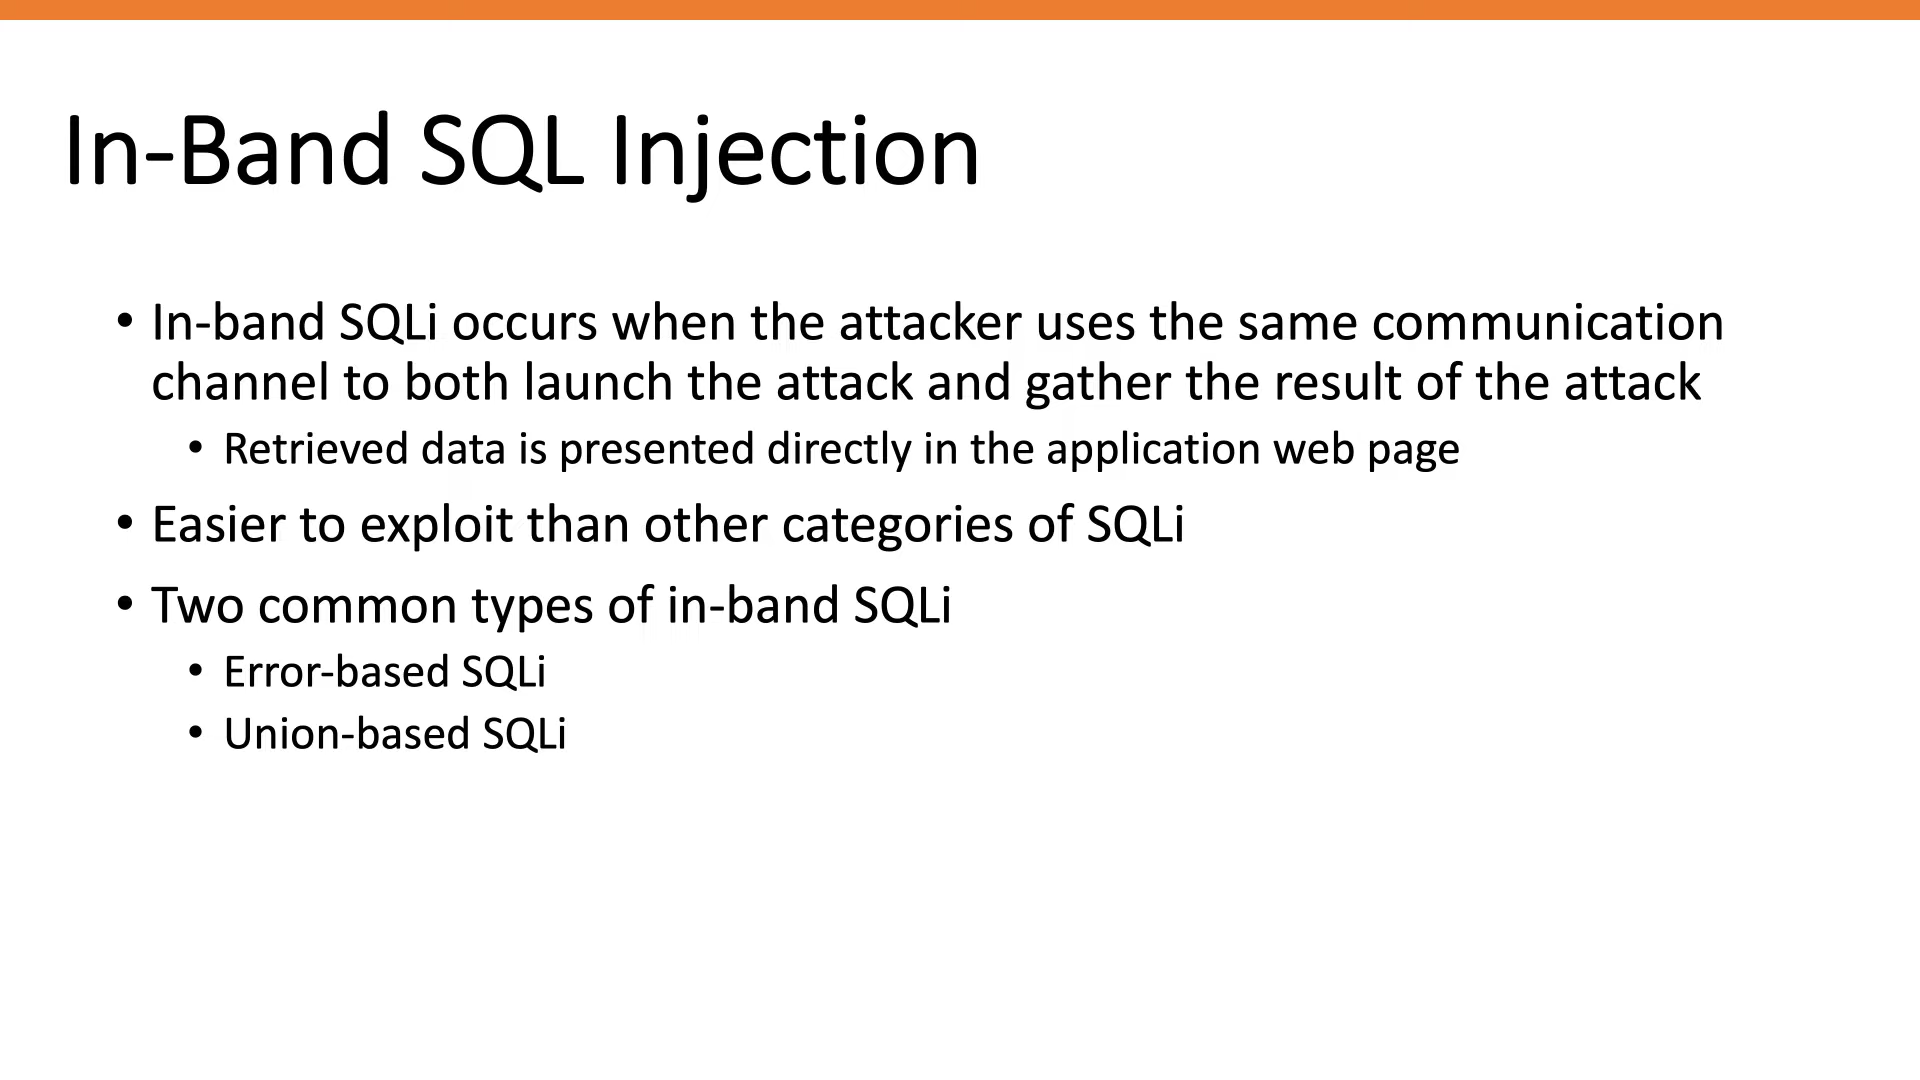 In-Band SQL Injection
• In-band SQLi occurs when the attacker uses the same communication
channel to both launch the attack and gather the result of the attack
• Retrieved data is presented directly in the application web page
• Easier to exploit than other categories of SQLi
• Two common types of in-band SQLi
• Error-based SQLi
• Union-based SQLi